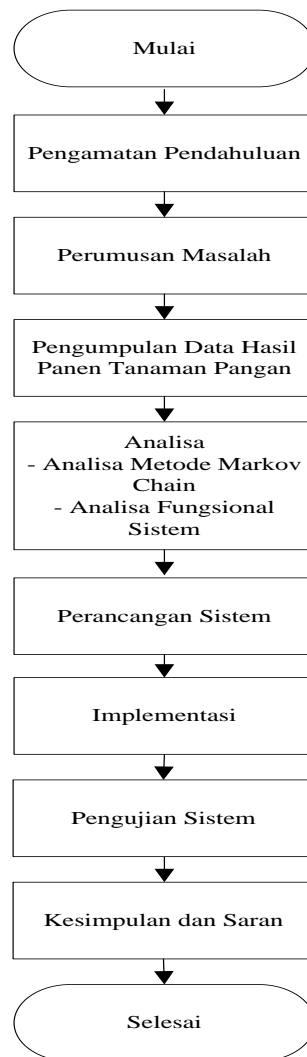 Mulai
Pengamatan Pendahuluan
Perumusan Masalah
Pengumpulan Data Hasil
Panen Tanaman Pangan
Analisa
- Analisa Metode Markov
Chain
- Analisa Fungsional
Sistem
Perancangan Sistem
Implementasi
Pengujian Sistem
Kesimpulan dan Saran
Selesai